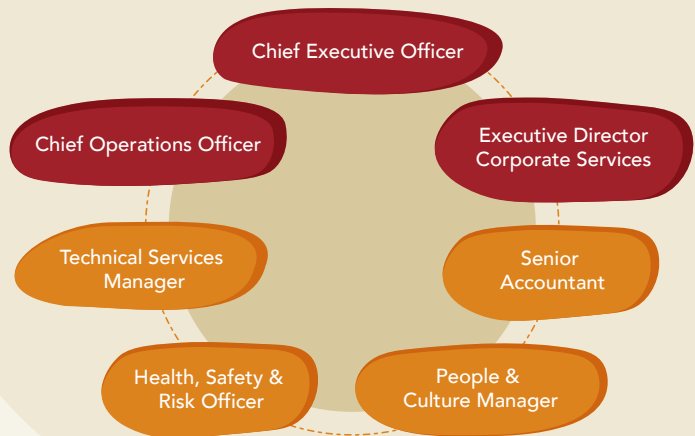 Chief Executive Officer
Chief Operations Officer
Executive Director
Corporate Services
Technical Services
Manager
Senior
Accountant
Health, Safety &
Risk Officer
People &
Culture Manager